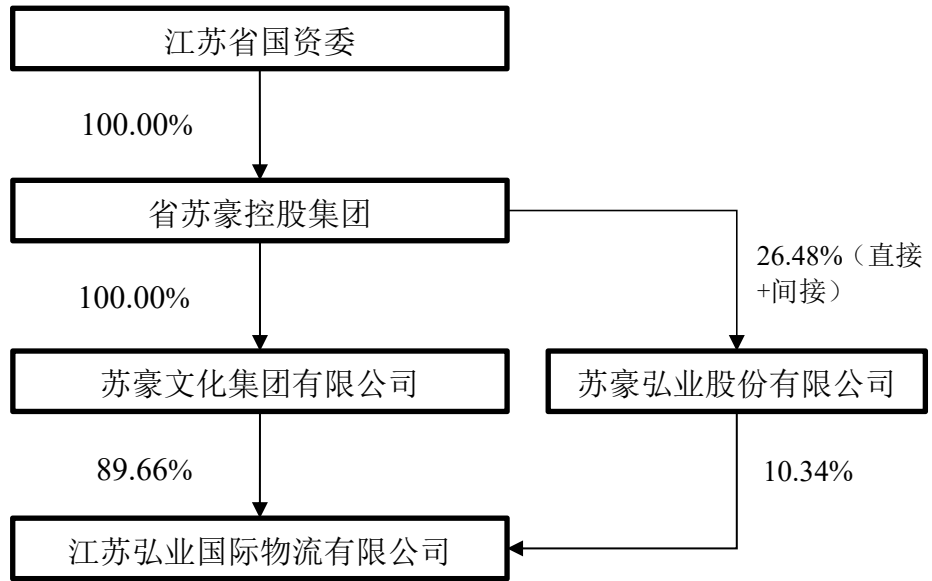 江苏省国资委
100.00%
省苏豪控股集团
26.48%（直接
+间接）
100.00%
苏豪文化集团有限公司
苏豪弘业股份有限公司
89.66%
10.34%
江苏弘业国际物流有限公司